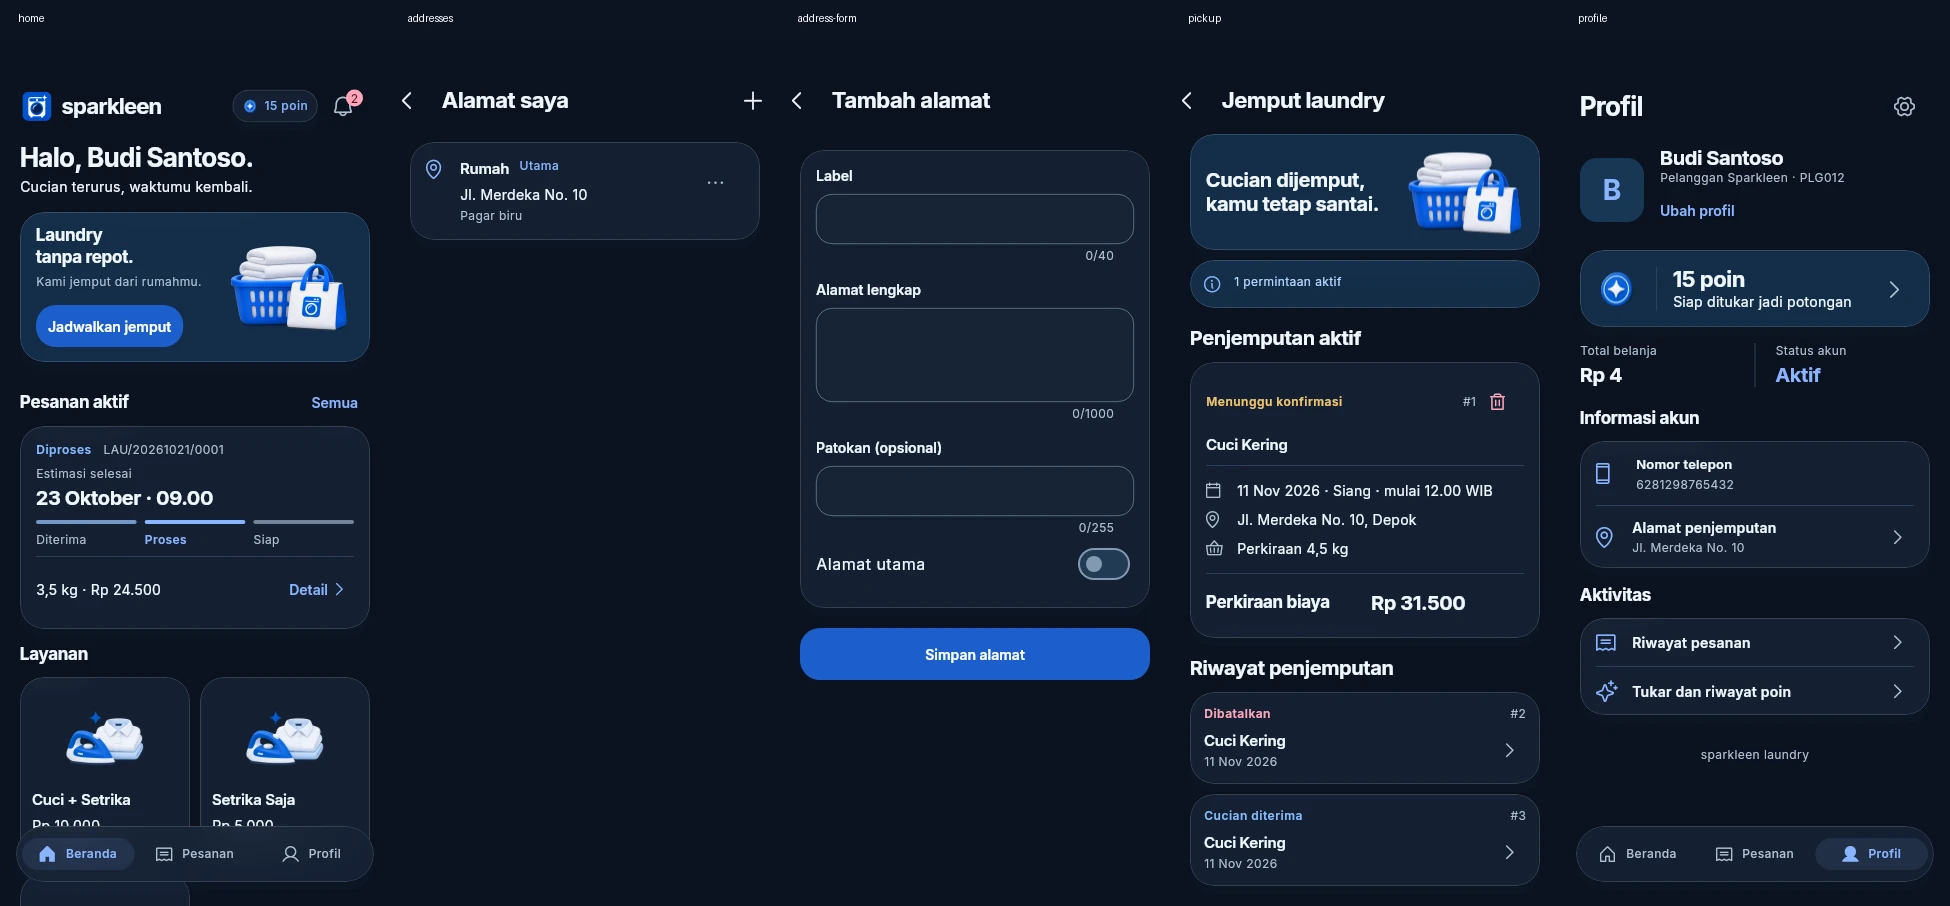 home
sparkleen
15 poin
2
Halo, Budi Santoso.
Cucian terurus, waktumu kembali.
Laundry
tanpa repot.
Kami jemput dari rumahmu.
Jadwalkan jemput
Pesanan aktif
Semua
Diproses LAU/20261021/0001
Estimasi selesai
23 Oktober · 09.00
Diterima Proses Siap
3,5 kg · Rp 24.500
Detail
Layanan
Cuci + Setrika
Rp 10.000
Setrika Saja
Rp 5.000
Beranda Pesanan Profil
addresses
Alamat saya
Rumah Utama
Jl. Merdeka No. 10
Pagar biru
address-form
Tambah alamat
Label
0/40
Alamat lengkap
0/1000
Patokan (opsional)
0/255
Alamat utama
Simpan alamat
pickup
Jemput laundry
Cucian dijemput,
kamu tetap santai.
1 permintaan aktif
Penjemputan aktif
Menunggu konfirmasi #1
Cuci Kering
11 Nov 2026 · Siang · mulai 12.00 WIB
Jl. Merdeka No. 10, Depok
Perkiraan 4,5 kg
Perkiraan biaya Rp 31.500
Riwayat penjemputan
Dibatalkan #2
Cuci Kering
11 Nov 2026
Cucian diterima #3
Cuci Kering
11 Nov 2026
profile
Profil
B
Budi Santoso
Pelanggan Sparkleen · PLG012
Ubah profil
15 poin
Siap ditukar jadi potongan
Total belanja
Rp 4
Status akun
Aktif
Informasi akun
Nomor telepon
6281298765432
Alamat penjemputan
Jl. Merdeka No. 10
Aktivitas
Riwayat pesanan
Tukar dan riwayat poin
sparkleen laundry
Beranda Pesanan Profil